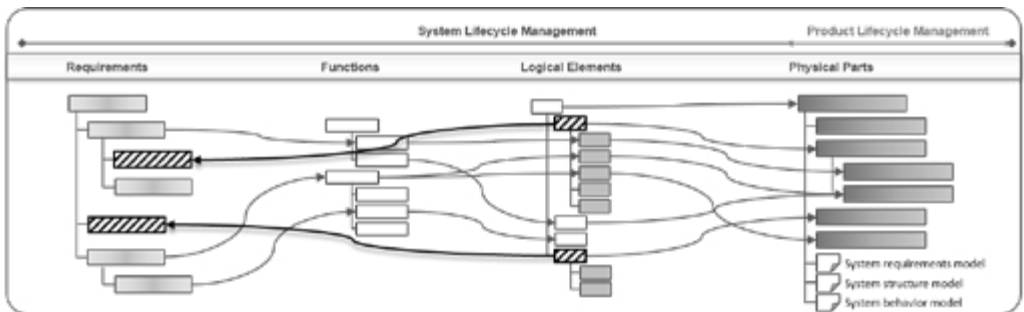 System Lifecycle Management
Product Lifecycle Management
Requirements
Functions
Logical Elements
Physical Parts
System requirements model
System structure model
System behavior model